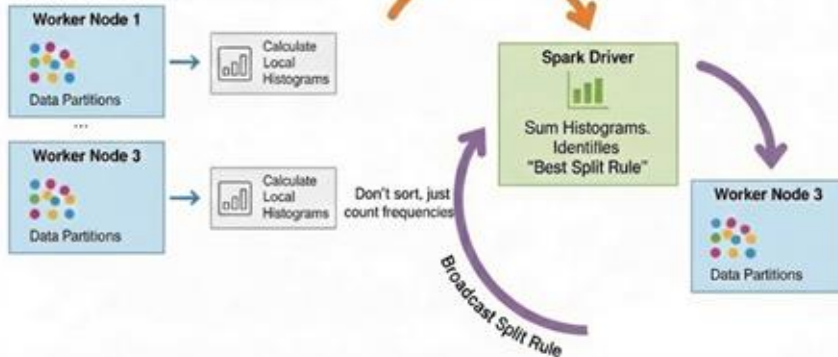 Worker Node 1
Data Partitions
Calculate
Local
Histograms
...
Worker Node 3
Data Partitions
Calculate
Local
Histograms
Don't sort, just
count frequencies
Spark Driver
Sum Histograms.
Identifies
"Best Split Rule"
Broadcast Split Rule
Worker Node 3
Data Partitions